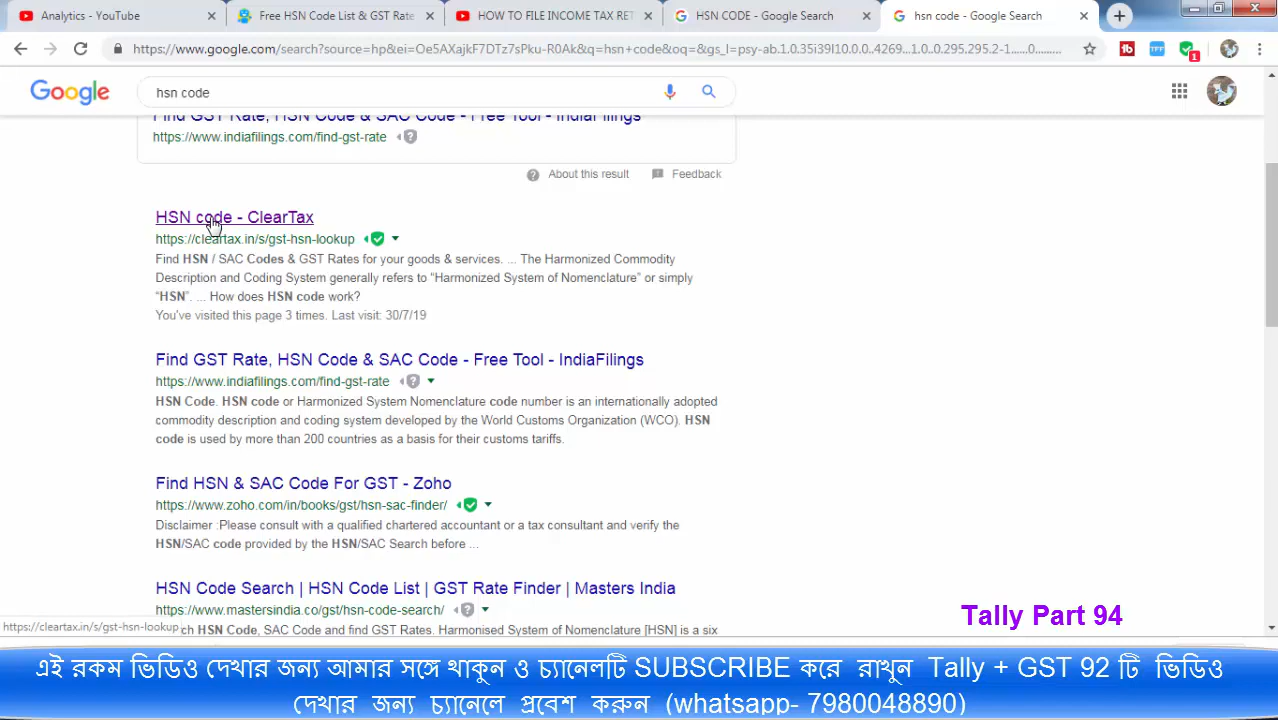 Analytics - YouTube
Free HSN Code List & GST Rate
HOW TO FILE INCOME TAX RET
HSN CODE - Google Search
hsn code - Google Search
https://www.google.com/search?source=hp&ei=Oe5AXajkF7DTz7sPku-R0Ak&q=hsn+code&oq=&gs_l=psy-ab.1.0.35i39l10.0.0..4269...1.0..0.295.295.2-1......0....
1
Google
hsn code
Find GST Rate, HSN Code & SAC Code - Free Tool - IndiaFilings
https://www.indiafilings.com/find-gst-rate
About this result
Feedback
HSN code - ClearTax
https://cleartax.in/s/gst-hsn-lookup
Find HSN / SAC Codes & GST Rates for your goods & services. ... The Harmonized Commodity
Description and Coding System generally refers to “Harmonized System of Nomenclature” or simply
“HSN”. ... How does HSN code work?
You've visited this page 3 times. Last visit: 30/7/19
Find GST Rate, HSN Code & SAC Code - Free Tool - IndiaFilings
https://www.indiafilings.com/find-gst-rate
HSN Code. HSN code or Harmonized System Nomenclature code number is an internationally adopted
commodity description and coding system developed by the World Customs Organization (WCO). HSN
code is used by more than 200 countries as a basis for their customs tariffs.
Find HSN & SAC Code For GST - Zoho
https://www.zoho.com/in/books/gst/hsn-sac-finder/
Disclaimer :Please consult with a qualified chartered accountant or a tax consultant and verify the
HSN/SAC code provided by the HSN/SAC Search before ...
HSN Code Search | HSN Code List | GST Rate Finder | Masters India
https://www.mastersindia.co/gst/hsn-code-search/
Tally Part 94
https://cleartax.in/s/gst-hsn-lookup
ch HSN Code, SAC Code and find GST Rates. Harmonised System of Nomenclature [HSN] is a six
এই রকম ভিডিও দেখার জন্য আমার সঙ্গে থাকুন ও চ্যানেলটি SUBSCRIBE করে রাখুন Tally + GST 92 টি ভিডিও
দেখার জন্য চ্যানেলে প্রবেশ করুন (whatsapp- 7980048890)